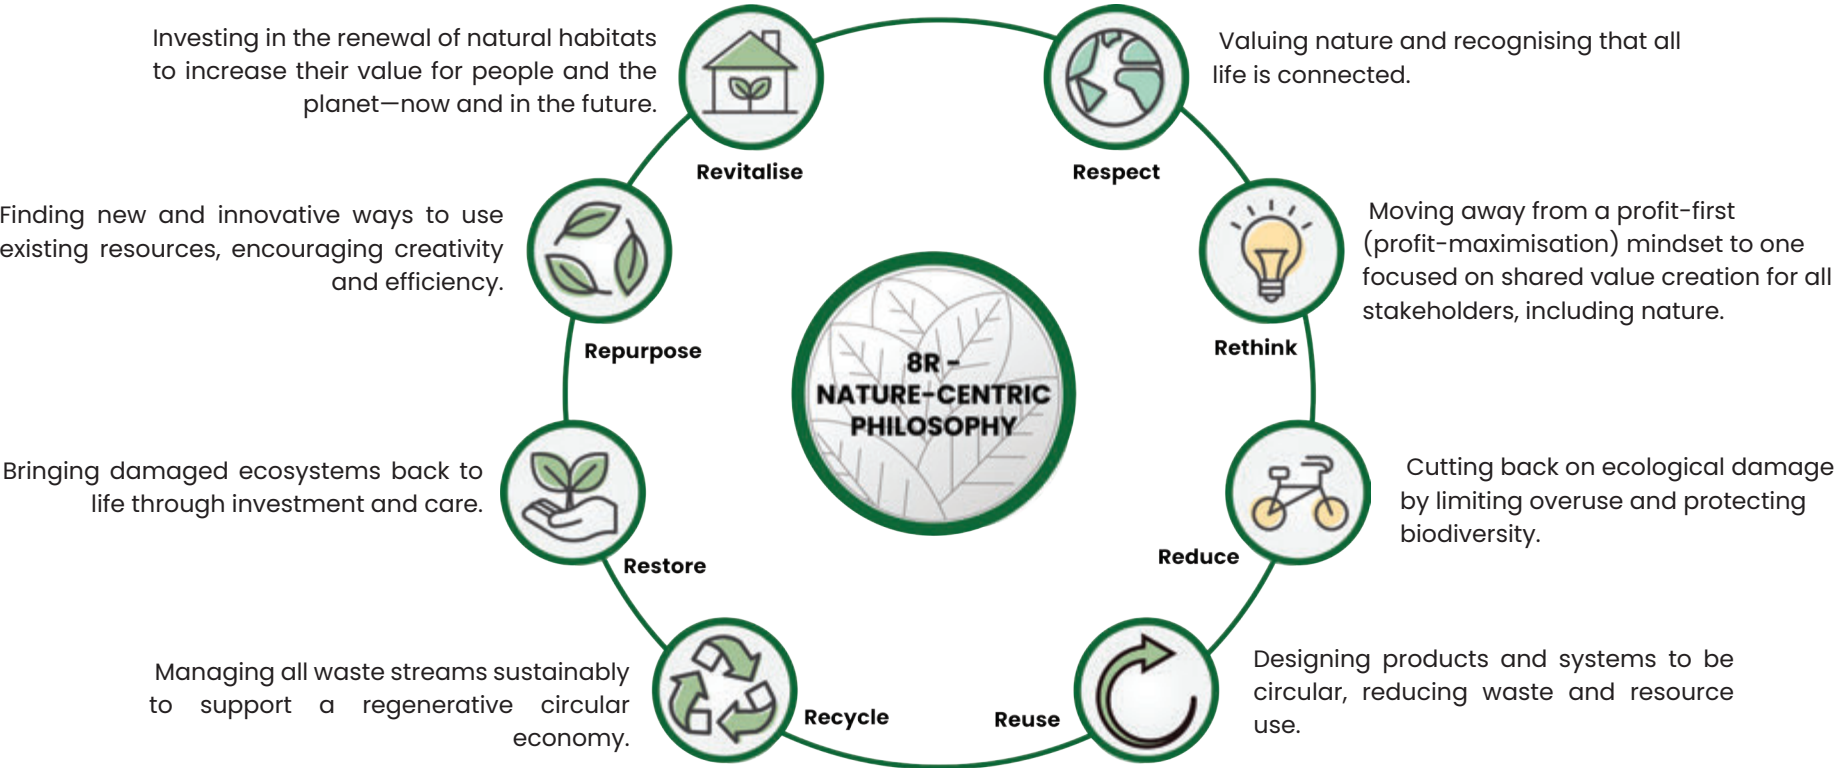 Investing in the renewal of natural habitats
to increase their value for people and the
planet—now and in the future.
Revitalise
Valuing nature and recognising that all
life is connected.
Respect
Finding new and innovative ways to use
existing resources, encouraging creativity
and efficiency.
Repurpose
Moving away from a profit-first
(profit-maximisation) mindset to one
focused on shared value creation for all
stakeholders, including nature.
Rethink
8R -
NATURE-CENTRIC
PHILOSOPHY
Bringing damaged ecosystems back to
life through investment and care.
Restore
Cutting back on ecological damage
by limiting overuse and protecting
biodiversity.
Reduce
Managing all waste streams sustainably
to support a regenerative circular
economy.
Recycle
Reuse
Designing products and systems to be
circular, reducing waste and resource
use.